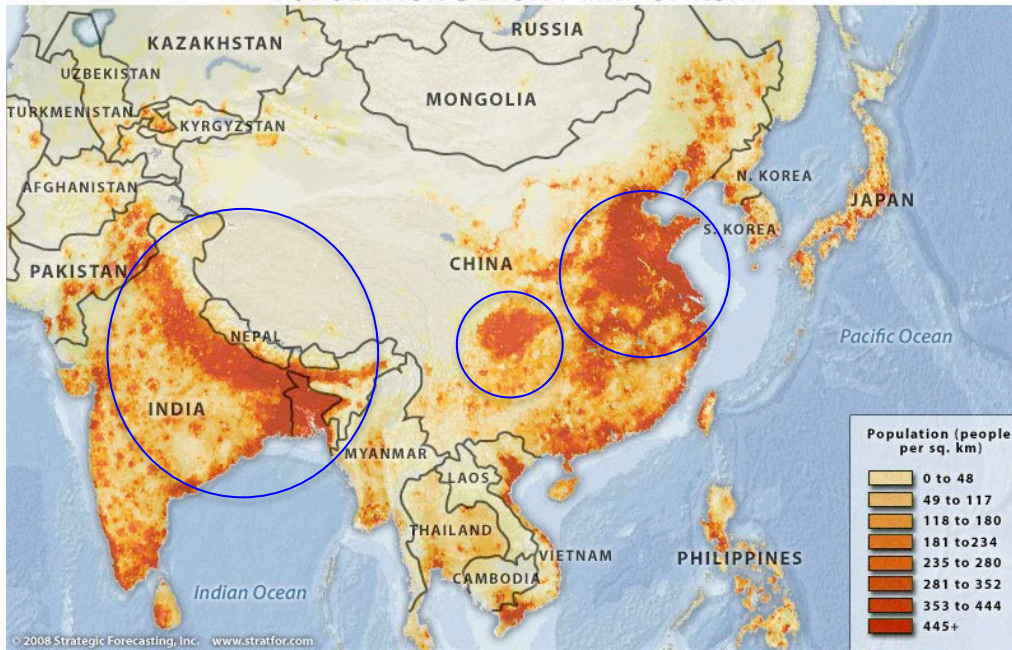 RUSSIA
KAZAKHSTAN
UZBEKISTAN
MONGOLIA
TURKMENISTAN
KYRGYZSTAN
AFGHANISTAN
N. KOREA
JAPAN
S. KOREA
CHINA
PAKISTAN
NEPAL
Pacific Ocean
INDIA
MYANMAR
LAOS
THAILAND
VIETNAM
PHILIPPINES
CAMBODIA
Indian Ocean
Population (people
per sq. km)
0 to 48
49 to 117
118 to 180
181 to234
235 to 280
281 to 352
353 to 444
445+
© 2008 Strategic Forecasting, Inc. www.stratfor.com